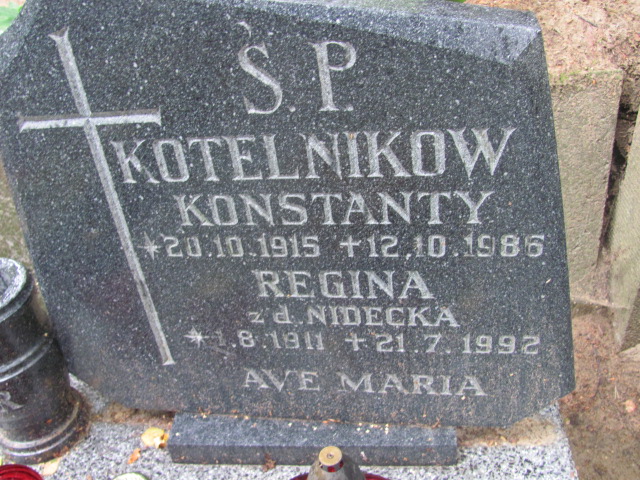 Ś.P.
KOTELNIKOW
KONSTANTY
*20.10.1915 +12.10.1986
REGINA
z d. NIDECKA
*1.8.1911 +21.7.1992
AVE MARIA